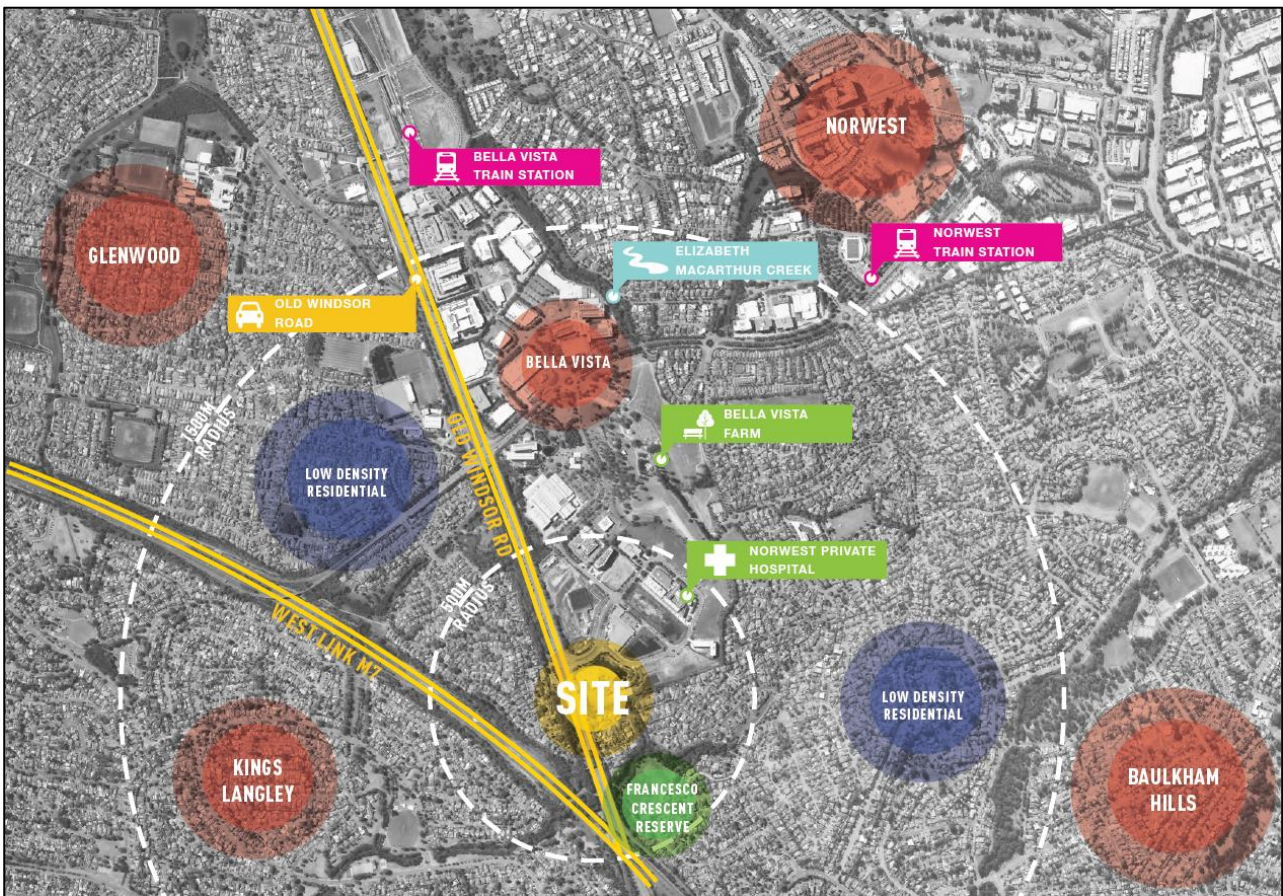 NORWEST
BELLA VISTA
TRAIN STATION
GLENWOOD
ELIZABETH
MACARTHUR CREEK
NORWEST
TRAIN STATION
OLD WINDSOR
ROAD
BELLA VISTA
1500M
RADIUS
OLD WINDSOR RD
BELLA VISTA
FARM
LOW DENSITY
RESIDENTIAL
NORWEST PRIVATE
HOSPITAL
500M
RADIUS
WEST LINK M7
SITE
LOW DENSITY
RESIDENTIAL
KINGS
LANGLEY
FRANCESCO
CRESCENT
RESERVE
BAULKHAM
HILLS